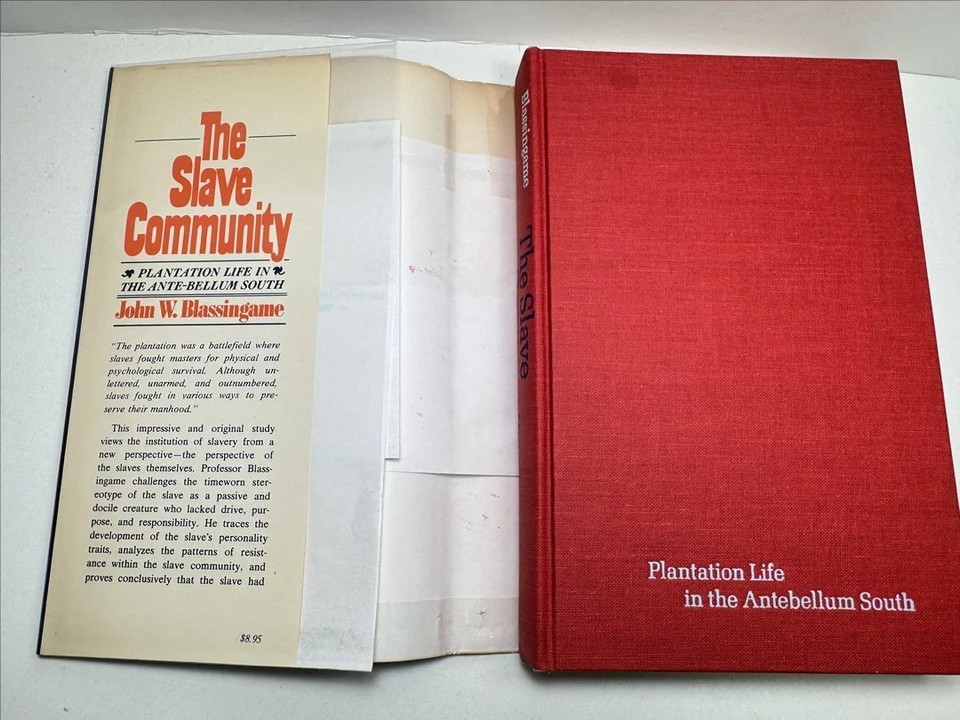 The
Slave
Community
PLANTATION LIFE IN
THE ANTE-BELLUM SOUTH
John W. Blassingame
"The plantation was a battlefield where
slaves fought masters for physical and
psychological survival. Although un-
lettered, unarmed, and outnumbered,
slaves fought in various ways to pre-
serve their manhood."
This impressive and original study
views the institution of slavery from a
new perspective—the perspective of
the slaves themselves. Professor Blass-
ingame challenges the timeworn ster-
eotype of the slave as a passive and
docile creature who lacked drive, pur-
pose, and responsibility. He traces the
development of the slave's personality
traits, analyzes the patterns of resist-
ance within the slave community, and
proves conclusively that the slave had
$8.95
Blassingame
The Slave
Plantation Life
in the Antebellum South